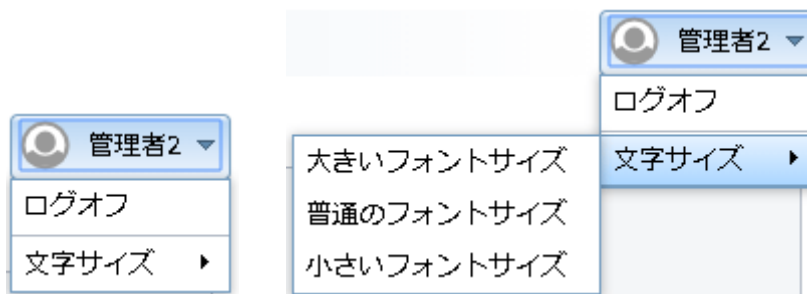 管理者2
ログオフ
文字サイズ
管理者2
ログオフ
文字サイズ
大きいフォントサイズ
普通のフォントサイズ
小さいフォントサイズ